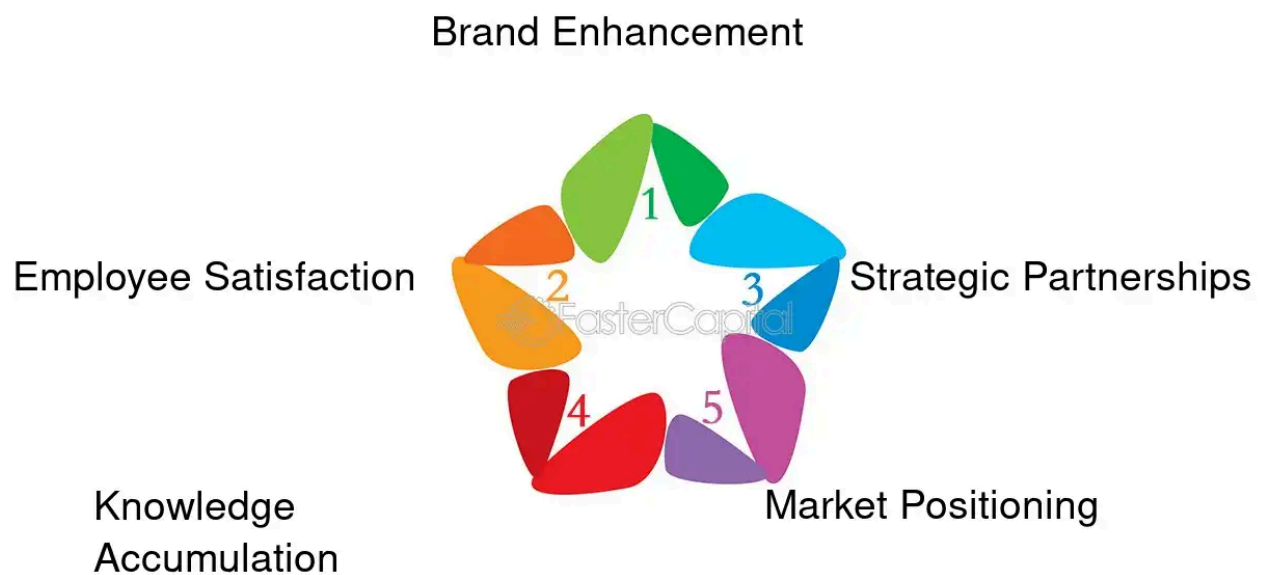 Brand Enhancement
1
Employee Satisfaction
2
3
Strategic Partnerships
FasterCapital
4
5
Knowledge
Accumulation
Market Positioning